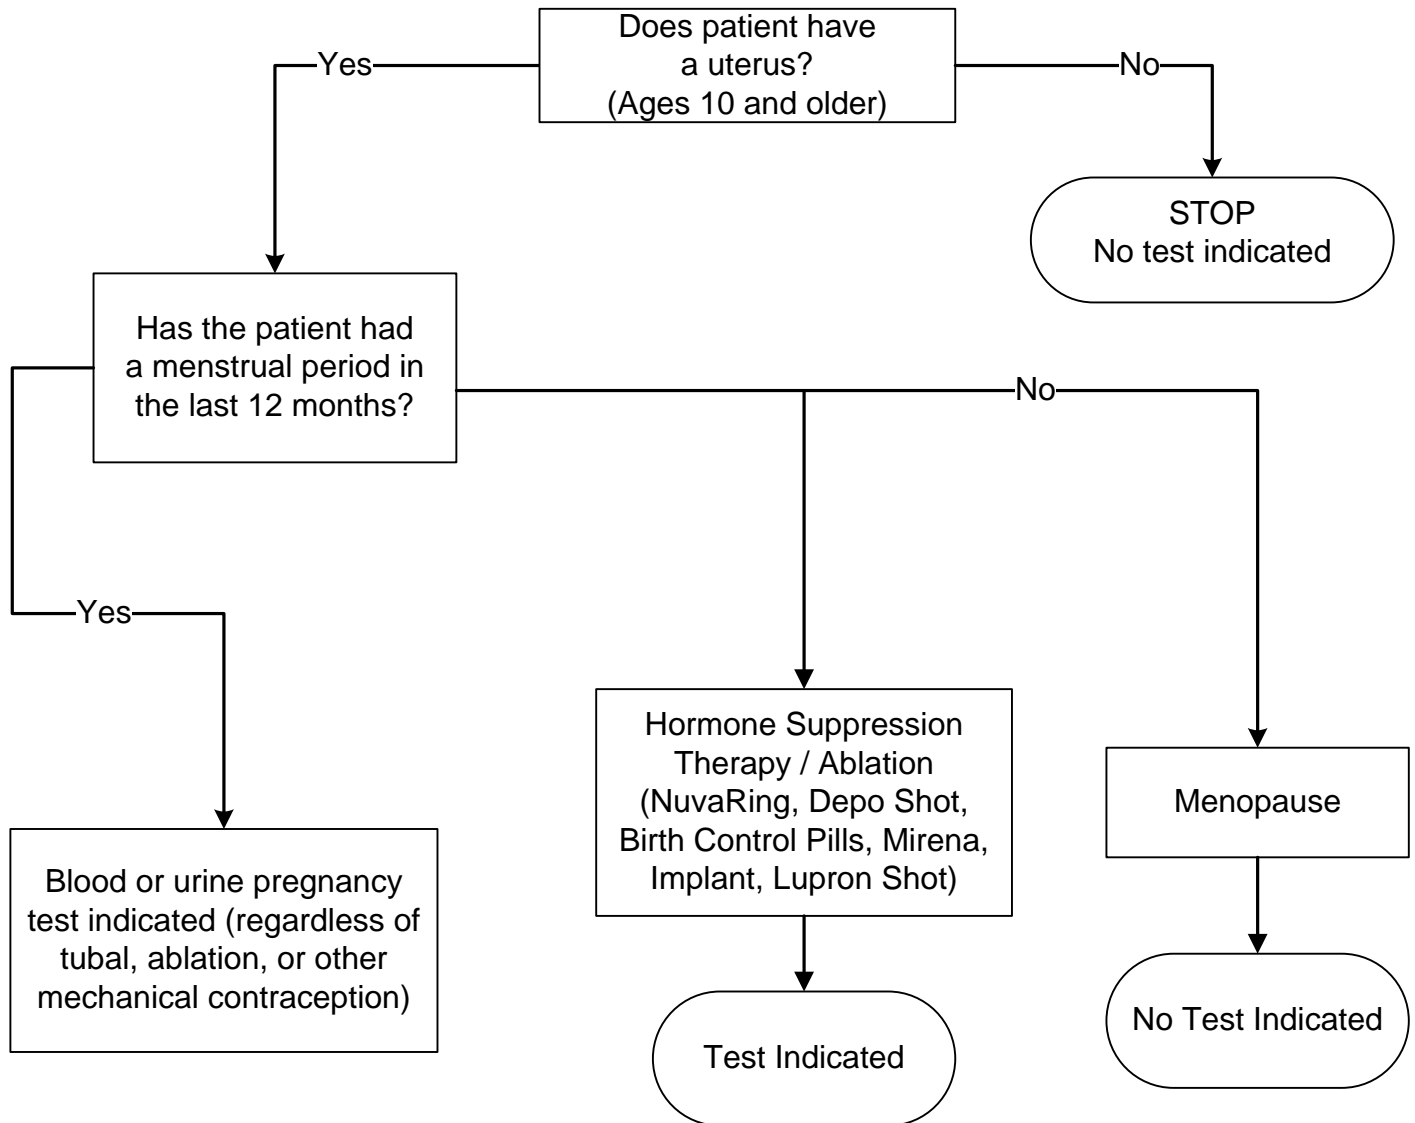 Does patient have
a uterus?
(Ages 10 and older)
Yes
No
STOP
No test indicated
Has the patient had
a menstrual period in
the last 12 months?
No
Yes
Hormone Suppression
Therapy / Ablation
(NuvaRing, Depo Shot,
Birth Control Pills, Mirena,
Implant, Lupron Shot)
Menopause
Blood or urine pregnancy
test indicated (regardless of
tubal, ablation, or other
mechanical contraception)
Test Indicated
No Test Indicated